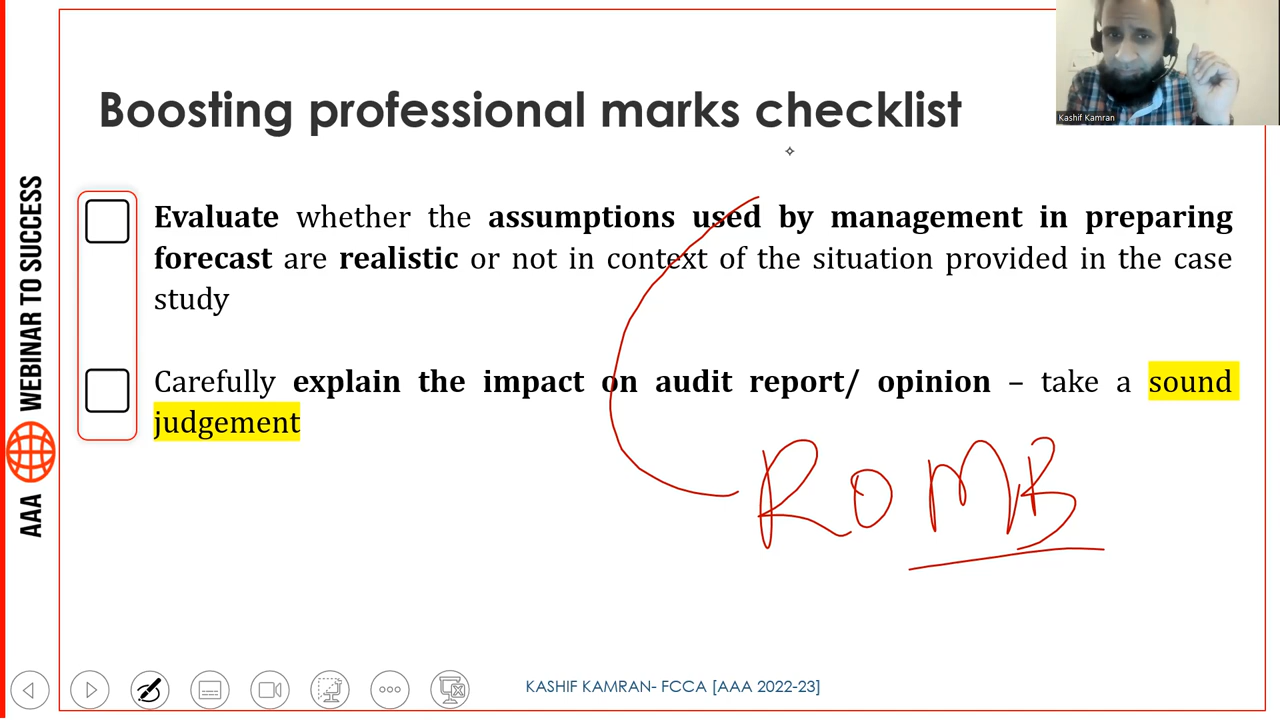 Boosting professional marks checklist
Kashif Kamran
Evaluate whether the assumptions used by management in preparing
forecast are realistic or not in context of the situation provided in the case
study
Carefully explain the impact on audit report/ opinion – take a sound
judgement
ROMB
AAA WEBINAR TO SUCCESS
KASHIF KAMRAN- FCCA [AAA 2022-23]